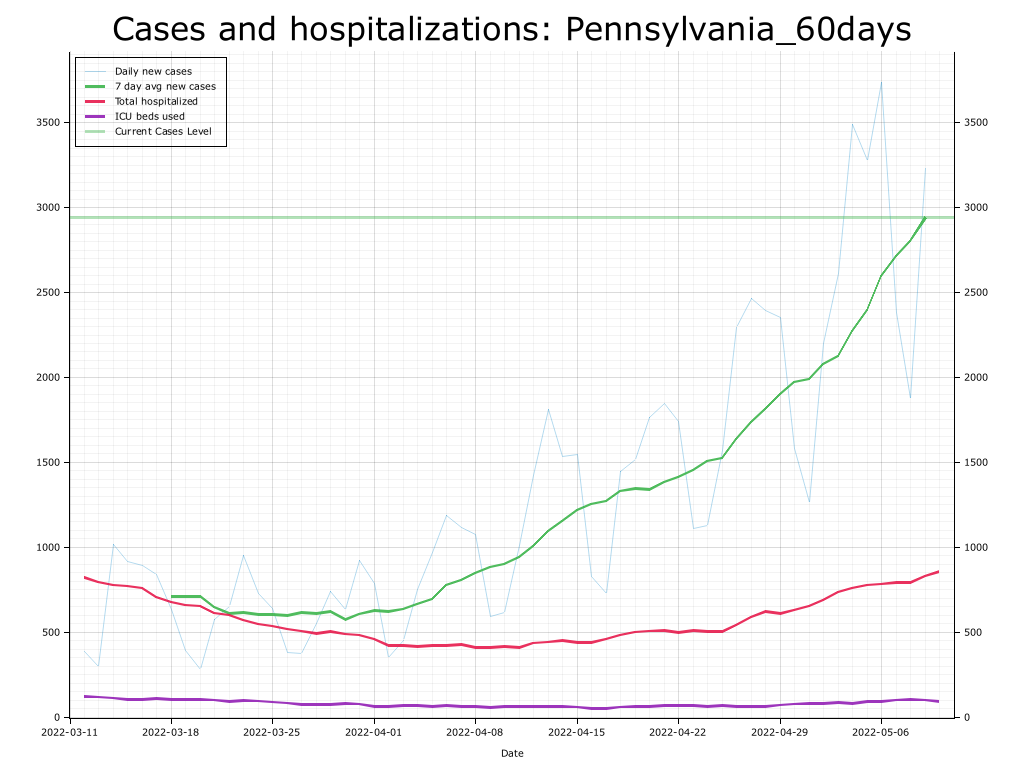 Cases and hospitalizations: Pennsylvania_60days
Daily new cases
7 day avg new cases
Total hospitalized
ICU beds used
Current Cases Level
3500 3500
3000 3000
2500 2500
2000 2000
1500 1500
1000 1000
500 500
0 0
2022-03-11 2022-03-18 2022-03-25 2022-04-01 2022-04-08 2022-04-15 2022-04-22 2022-04-29 2022-05-06
Date